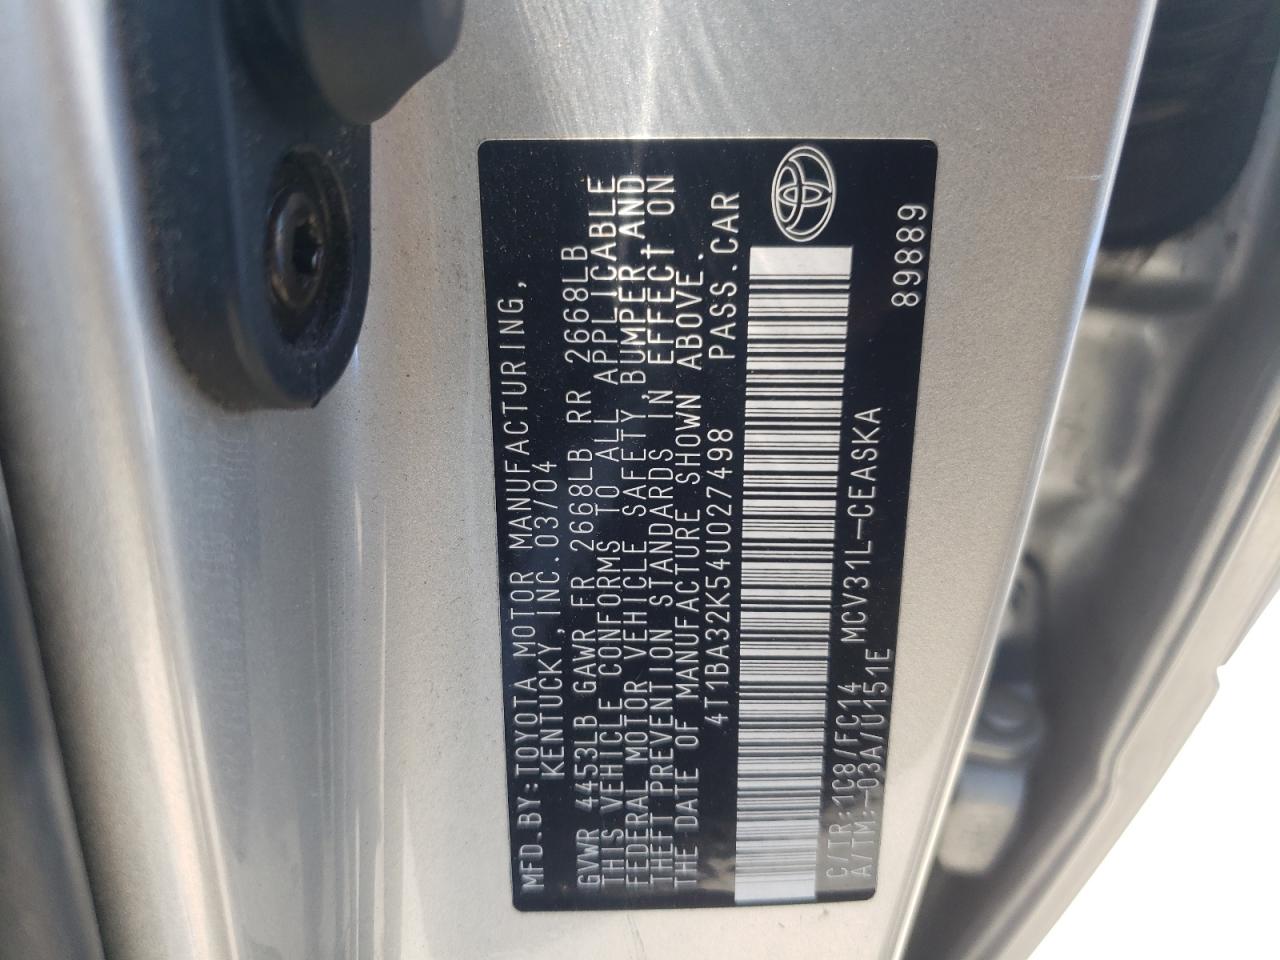 MFD.BY:TOYOTA MOTOR MANUFACTURING,
KENTUCKY, INC.03/04
GVWR 4453LB GAWR FR 2668LB RR 2668LB
THIS VEHICLE CONFORMS TO ALL APPLICABLE
FEDERAL MOTOR VEHICLE SAFETY, BUMPER, AND
THEFT PREVENTION STANDARDS IN EFFECT ON
THE DATE OF MANUFACTURE SHOWN ABOVE.
4T1BA32K54U027498 PASS.CAR
C/TR:1C8/FC14 MCV31L-CEASKA
A/TM:-03A/U151E 89889